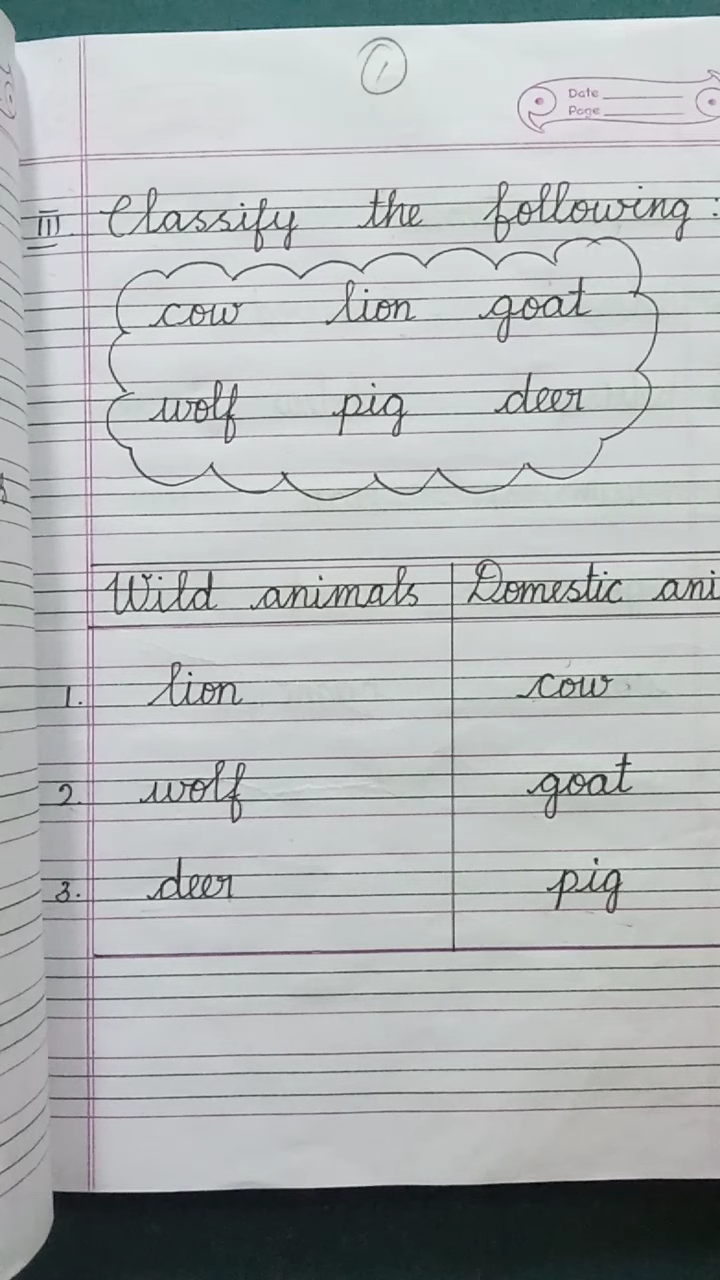 1
Date
Page
III. Classify the following :
cow lion goat
wolf pig deer
Wild animals Domestic ani
1. lion cow
2. wolf goat
3. deer pig